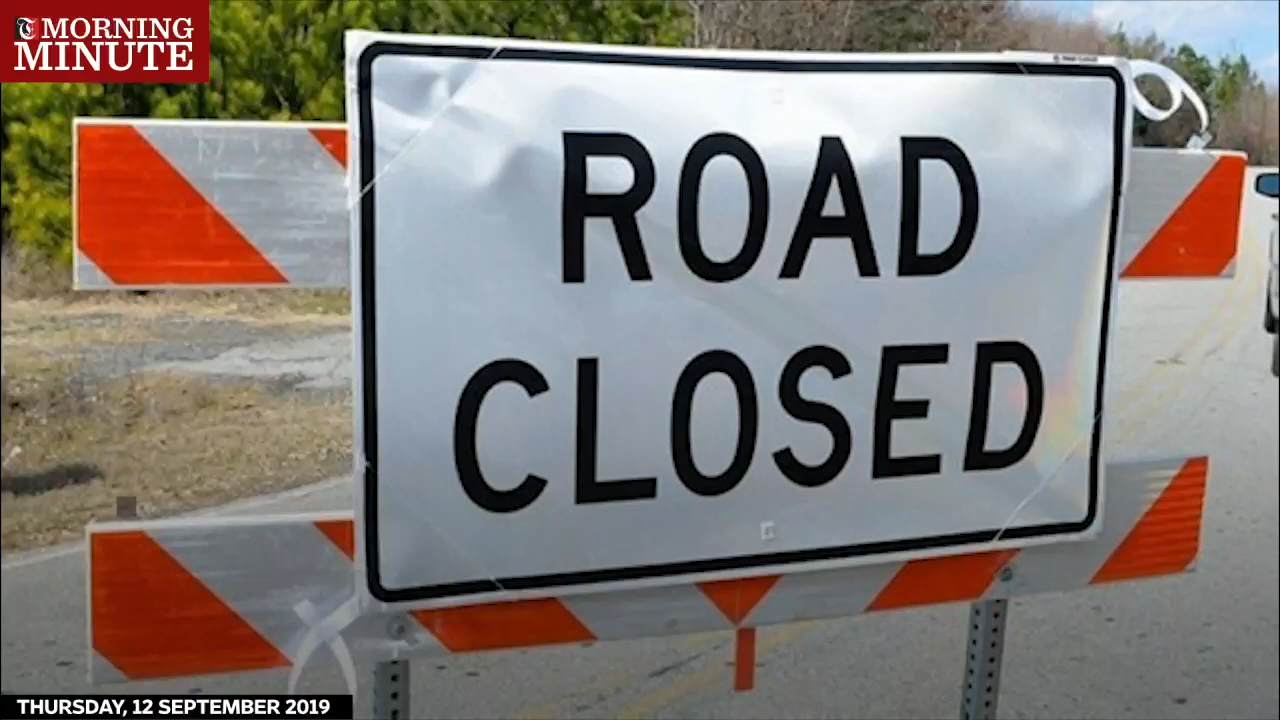 MORNING
MINUTE
ROAD
CLOSED
THURSDAY, 12 SEPTEMBER 2019